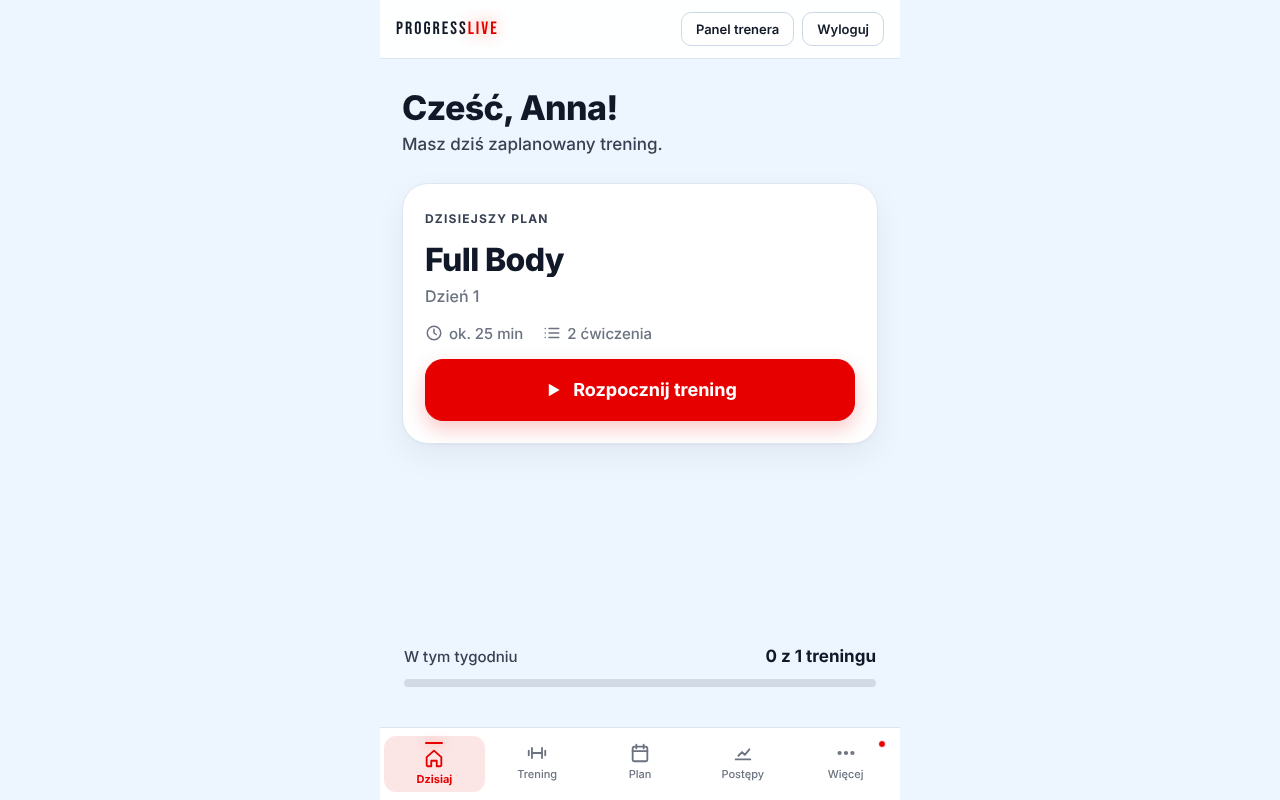 PROGRESSLIVE
Panel trenera
Wyloguj
Cześć, Anna!
Masz dziś zaplanowany trening.
DZISIEJSZY PLAN
Full Body
Dzień 1
ok. 25 min
2 ćwiczenia
Rozpocznij trening
W tym tygodniu
0 z 1 treningu
Dzisiaj
Trening
Plan
Postępy
Więcej